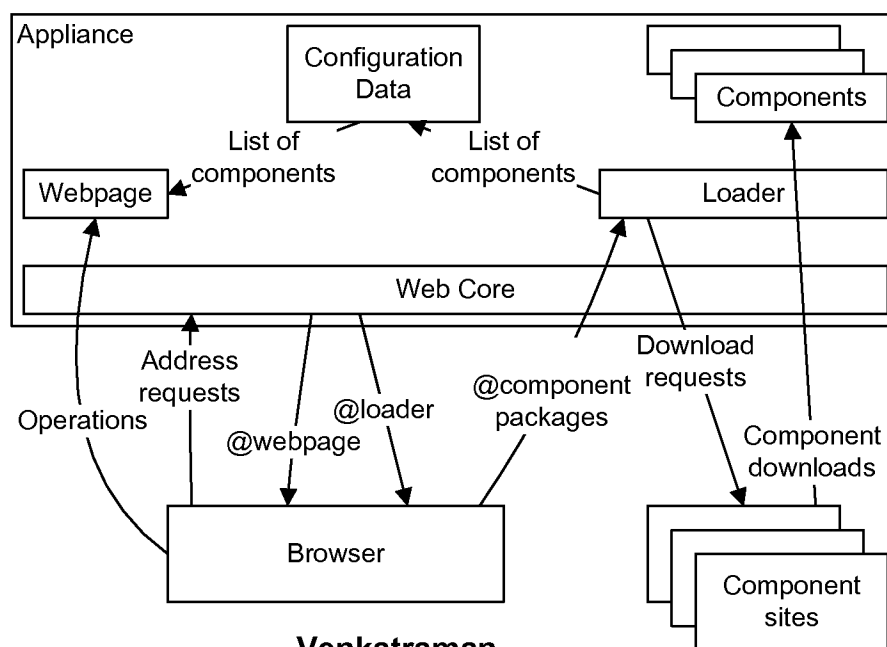 Appliance
Configuration
Data
Components
List of
components
List of
components
Webpage
Loader
Web Core
Address
requests
Download
requests
@component
packages
@loader
Operations
@webpage
Component
downloads
Browser
Component
sites
Venkatraman